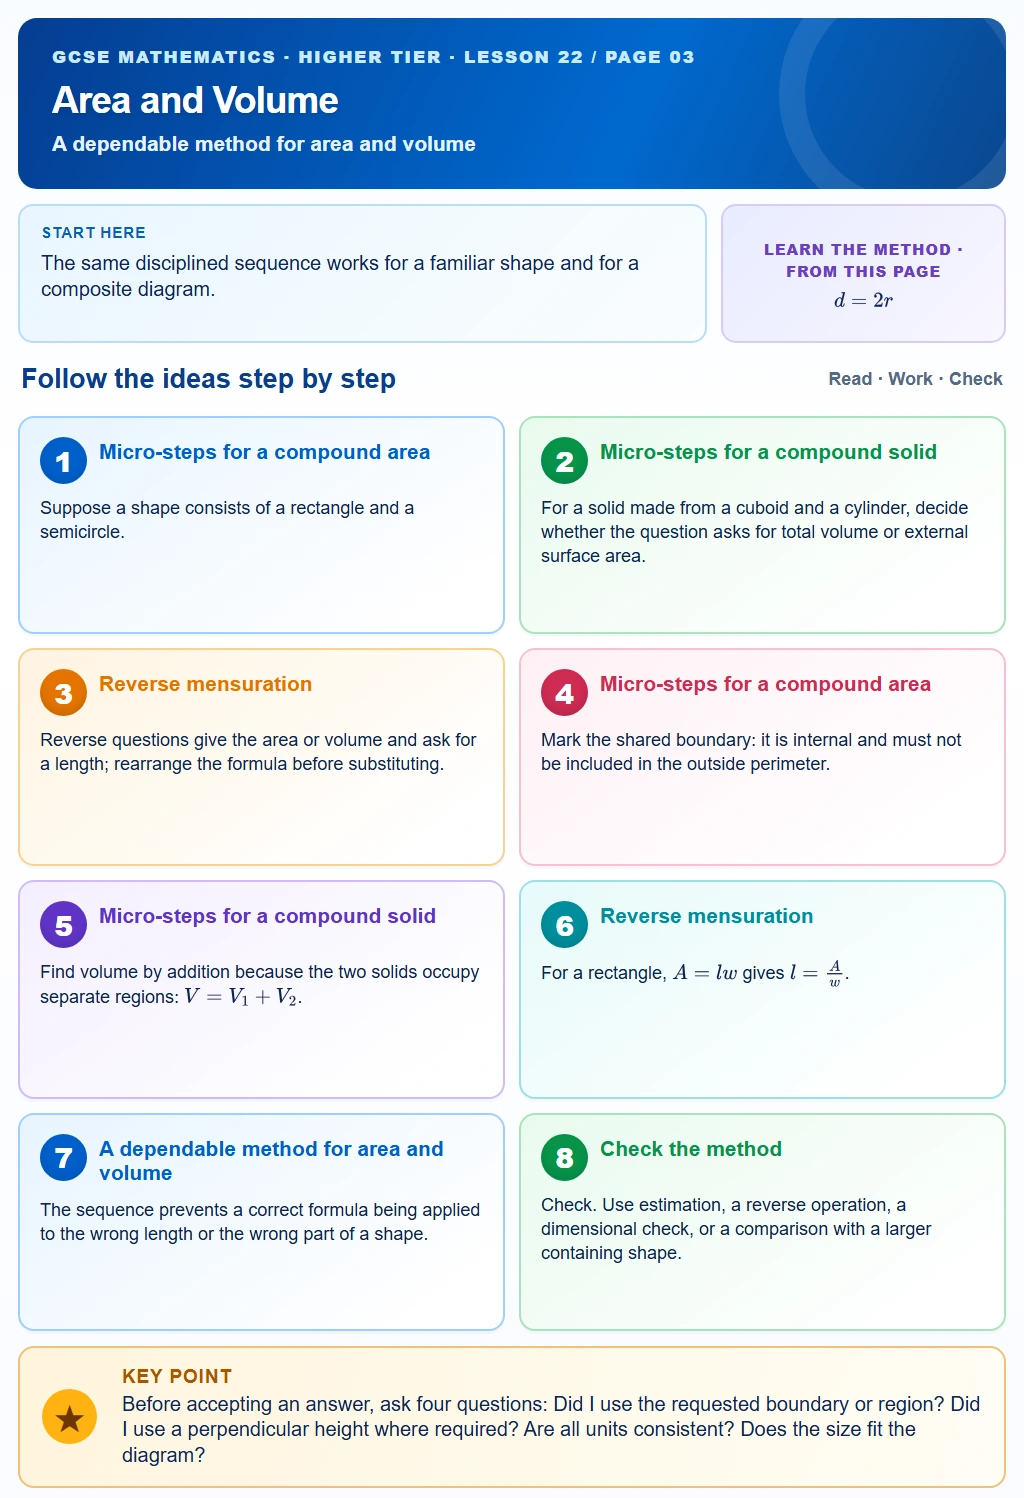 GCSE MATHEMATICS · HIGHER TIER · LESSON 22 / PAGE 03
Area and Volume
A dependable method for area and volume
START HERE
The same disciplined sequence works for a familiar shape and for a
composite diagram.
LEARN THE METHOD ·
FROM THIS PAGE
d = 2r
Follow the ideas step by step
Read · Work · Check
1
Micro-steps for a compound area
Suppose a shape consists of a rectangle and a
semicircle.
2
Micro-steps for a compound solid
For a solid made from a cuboid and a cylinder, decide
whether the question asks for total volume or external
surface area.
3
Reverse mensuration
Reverse questions give the area or volume and ask for
a length; rearrange the formula before substituting.
4
Micro-steps for a compound area
Mark the shared boundary: it is internal and must not
be included in the outside perimeter.
5
Micro-steps for a compound solid
Find volume by addition because the two solids occupy
separate regions: V = V₁ + V₂.
6
Reverse mensuration
For a rectangle, A = lw gives l = A/w.
7
A dependable method for area and
volume
The sequence prevents a correct formula being applied
to the wrong length or the wrong part of a shape.
8
Check the method
Check. Use estimation, a reverse operation, a
dimensional check, or a comparison with a larger
containing shape.
KEY POINT
Before accepting an answer, ask four questions: Did I use the requested boundary or region? Did
I use a perpendicular height where required? Are all units consistent? Does the size fit the
diagram?